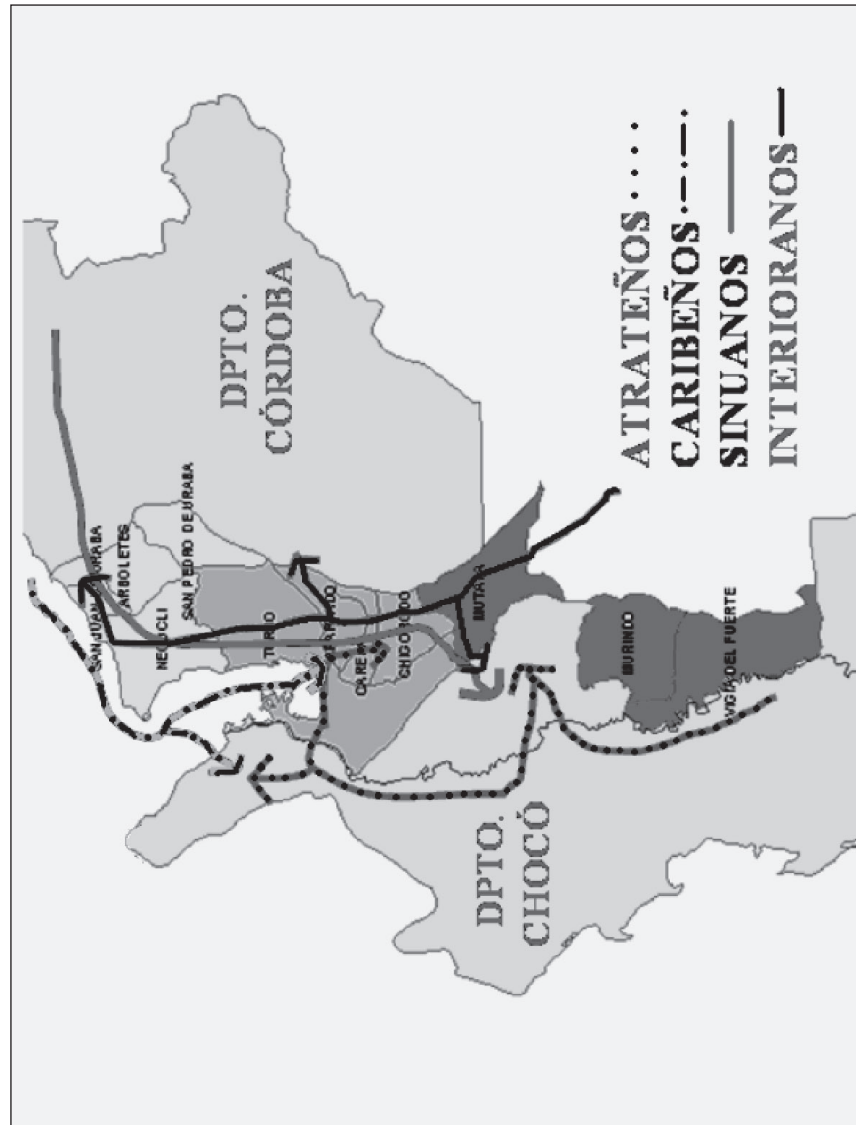 SAN JUAN URABA
ARBOLETES
SAN PEDRO DE URABA
NECOCLI
TURBO
CAREPA
CHIGORODO
MUTATA
MURINDO
VIGIA DEL FUERTE
DPTO.
CÓRDOBA
DPTO.
CHOCÓ
ATRATEÑOS
CARIBEÑOS
SINUANOS
INTERIORANOS